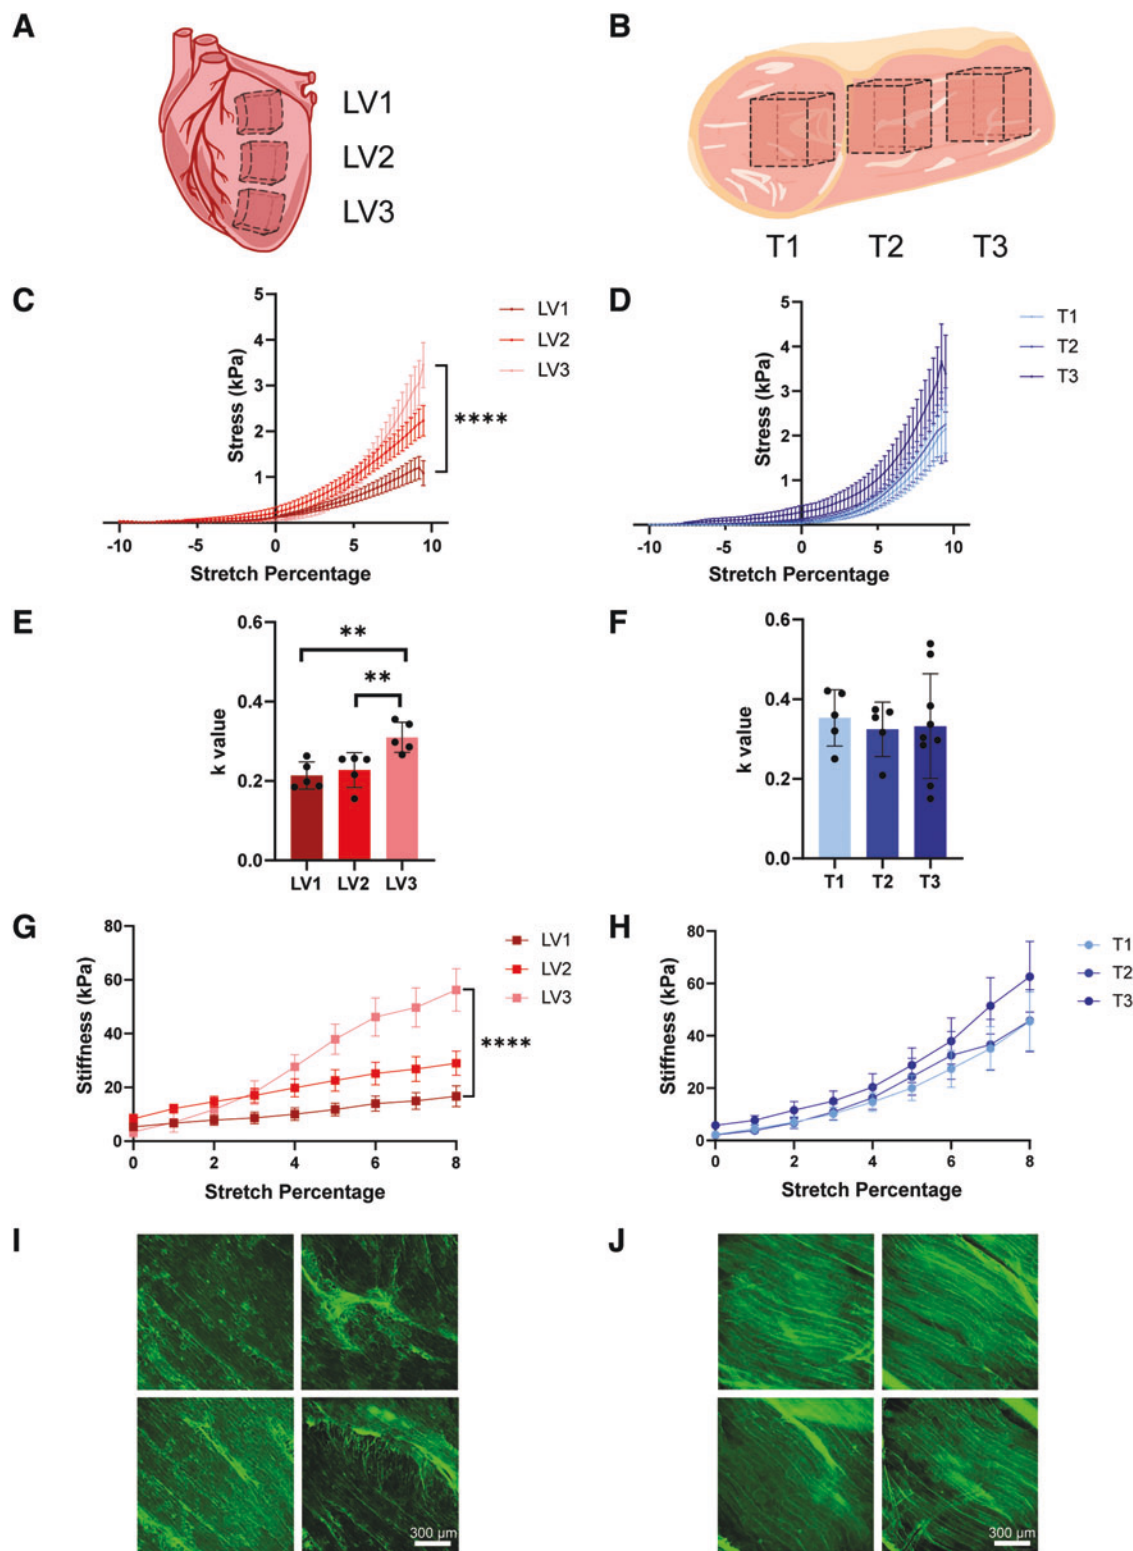 A
LV1
LV2
LV3
B
T1 T2 T3
C
Stress (kPa)
5
4
3
2
1
-10 -5 0 5 10
Stretch Percentage
LV1
LV2
LV3
****
D
Stress (kPa)
5
4
3
2
1
-10 -5 0 5 10
Stretch Percentage
T1
T2
T3
E
k value
0.6
0.4
0.2
0.0
**
**
LV1 LV2 LV3
F
k value
0.6
0.4
0.2
0.0
T1 T2 T3
G
Stiffness (kPa)
80
60
40
20
0
0 2 4 6 8
Stretch Percentage
LV1
LV2
LV3
****
H
Stiffness (kPa)
80
60
40
20
0
0 2 4 6 8
Stretch Percentage
T1
T2
T3
I
300 µm
J
300 µm